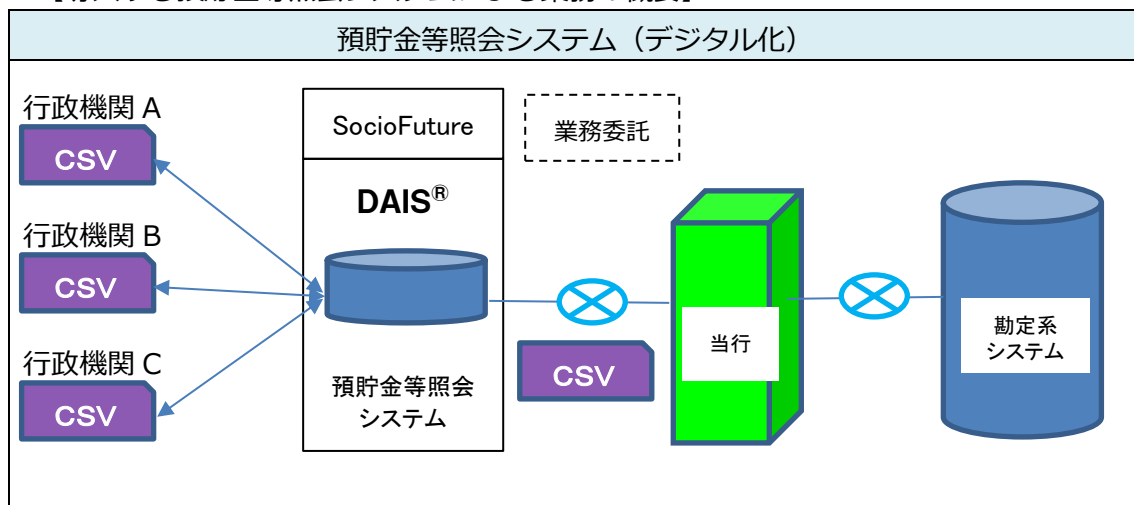 預貯金等照会システム（デジタル化）
行政機関 A
CSV
行政機関 B
CSV
行政機関 C
CSV
SocioFuture
DAIS®
預貯金等照会
システム
業務委託
CSV
当行
勘定系
システム